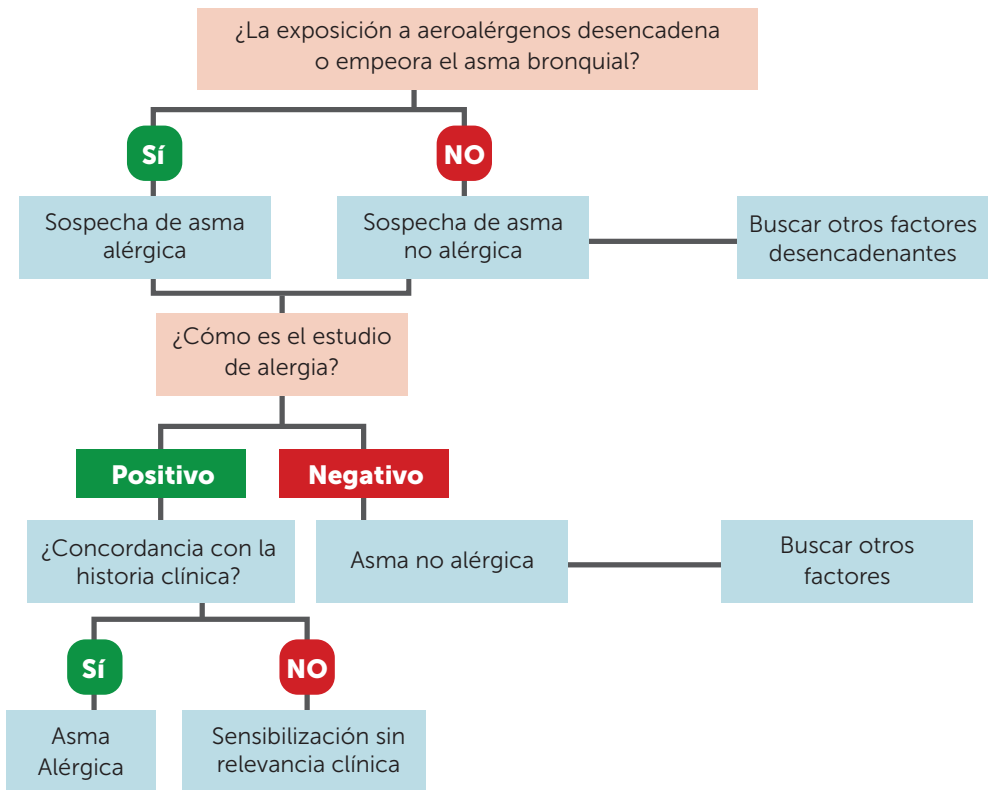 ¿La exposición a aeroalérgenos desencadena
o empeora el asma bronquial?
Sí
NO
Sospecha de asma
alérgica
Sospecha de asma
no alérgica
Buscar otros factores
desencadenantes
¿Cómo es el estudio
de alergia?
Positivo
Negativo
¿Concordancia con la
historia clínica?
Asma no alérgica
Buscar otros
factores
Sí
NO
Asma
Alérgica
Sensibilización sin
relevancia clínica